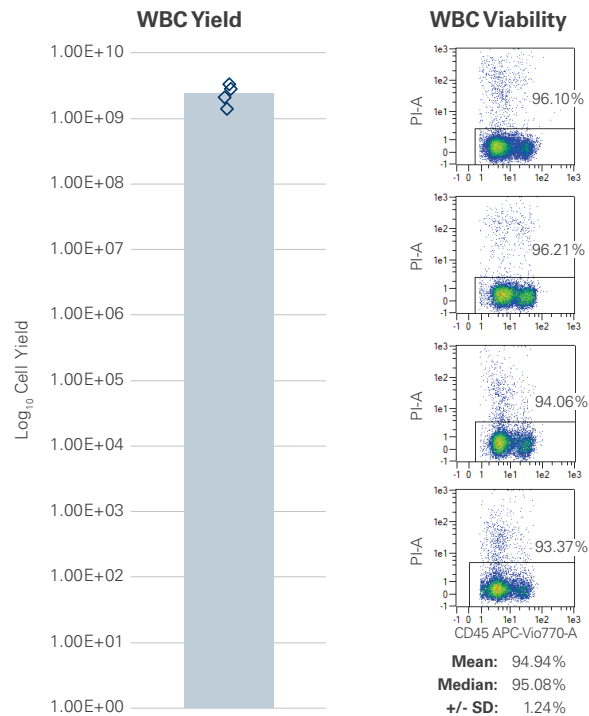 WBC Yield
1.00E+10
1.00E+09
1.00E+08
1.00E+07
1.00E+06
1.00E+05
1.00E+04
1.00E+03
1.00E+02
1.00E+01
1.00E+00
Log10 Cell Yield
WBC Viability
1e3
1e2
1e1
1
0
-1
PI-A
96.10%
-1 0 1 1e1 1e2 1e3
1e3
1e2
1e1
1
0
-1
PI-A
96.21%
-1 0 1 1e1 1e2 1e3
1e3
1e2
1e1
1
0
-1
PI-A
94.06%
-1 0 1 1e1 1e2 1e3
1e3
1e2
1e1
1
0
-1
PI-A
93.37%
-1 0 1 1e1 1e2 1e3
CD45 APC-Vio770-A
Mean: 94.94%
Median: 95.08%
+/- SD: 1.24%